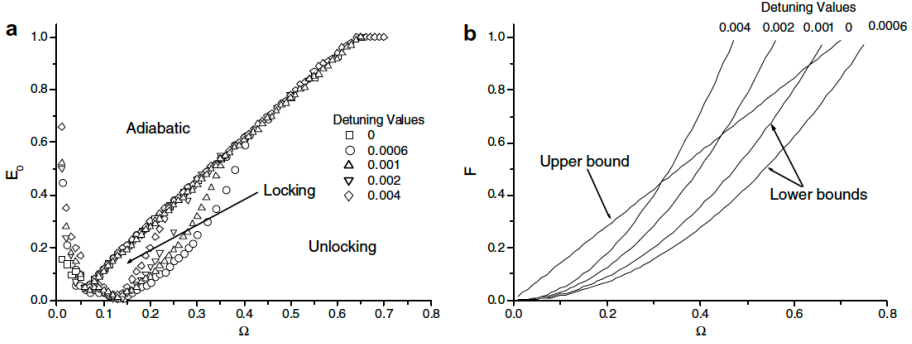 a
1.0
0.8
0.6
0.4
0.2
0.0
E0
0.0 0.1 0.2 0.3 0.4 0.5 0.6 0.7 0.8
Ω
Adiabatic
Locking
Unlocking
Detuning Values
0
0.0006
0.001
0.002
0.004
b
Detuning Values
0.004 0.002 0.001 0 0.0006
1.0
0.8
0.6
0.4
0.2
0.0
F
0.0 0.2 0.4 0.6 0.8
Ω
Upper bound
Lower bounds